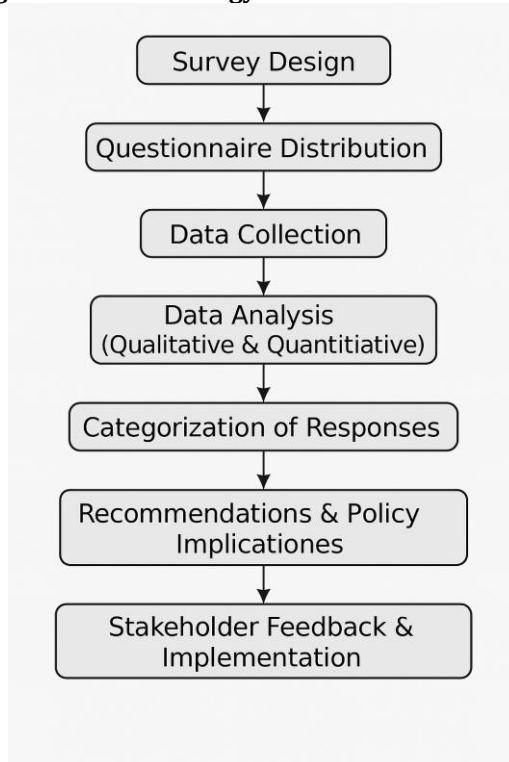 Survey Design
Questionnaire Distribution
Data Collection
Data Analysis
(Qualitative & Quantitiative)
Categorization of Responses
Recommendations & Policy
Implicationes
Stakeholder Feedback &
Implementation